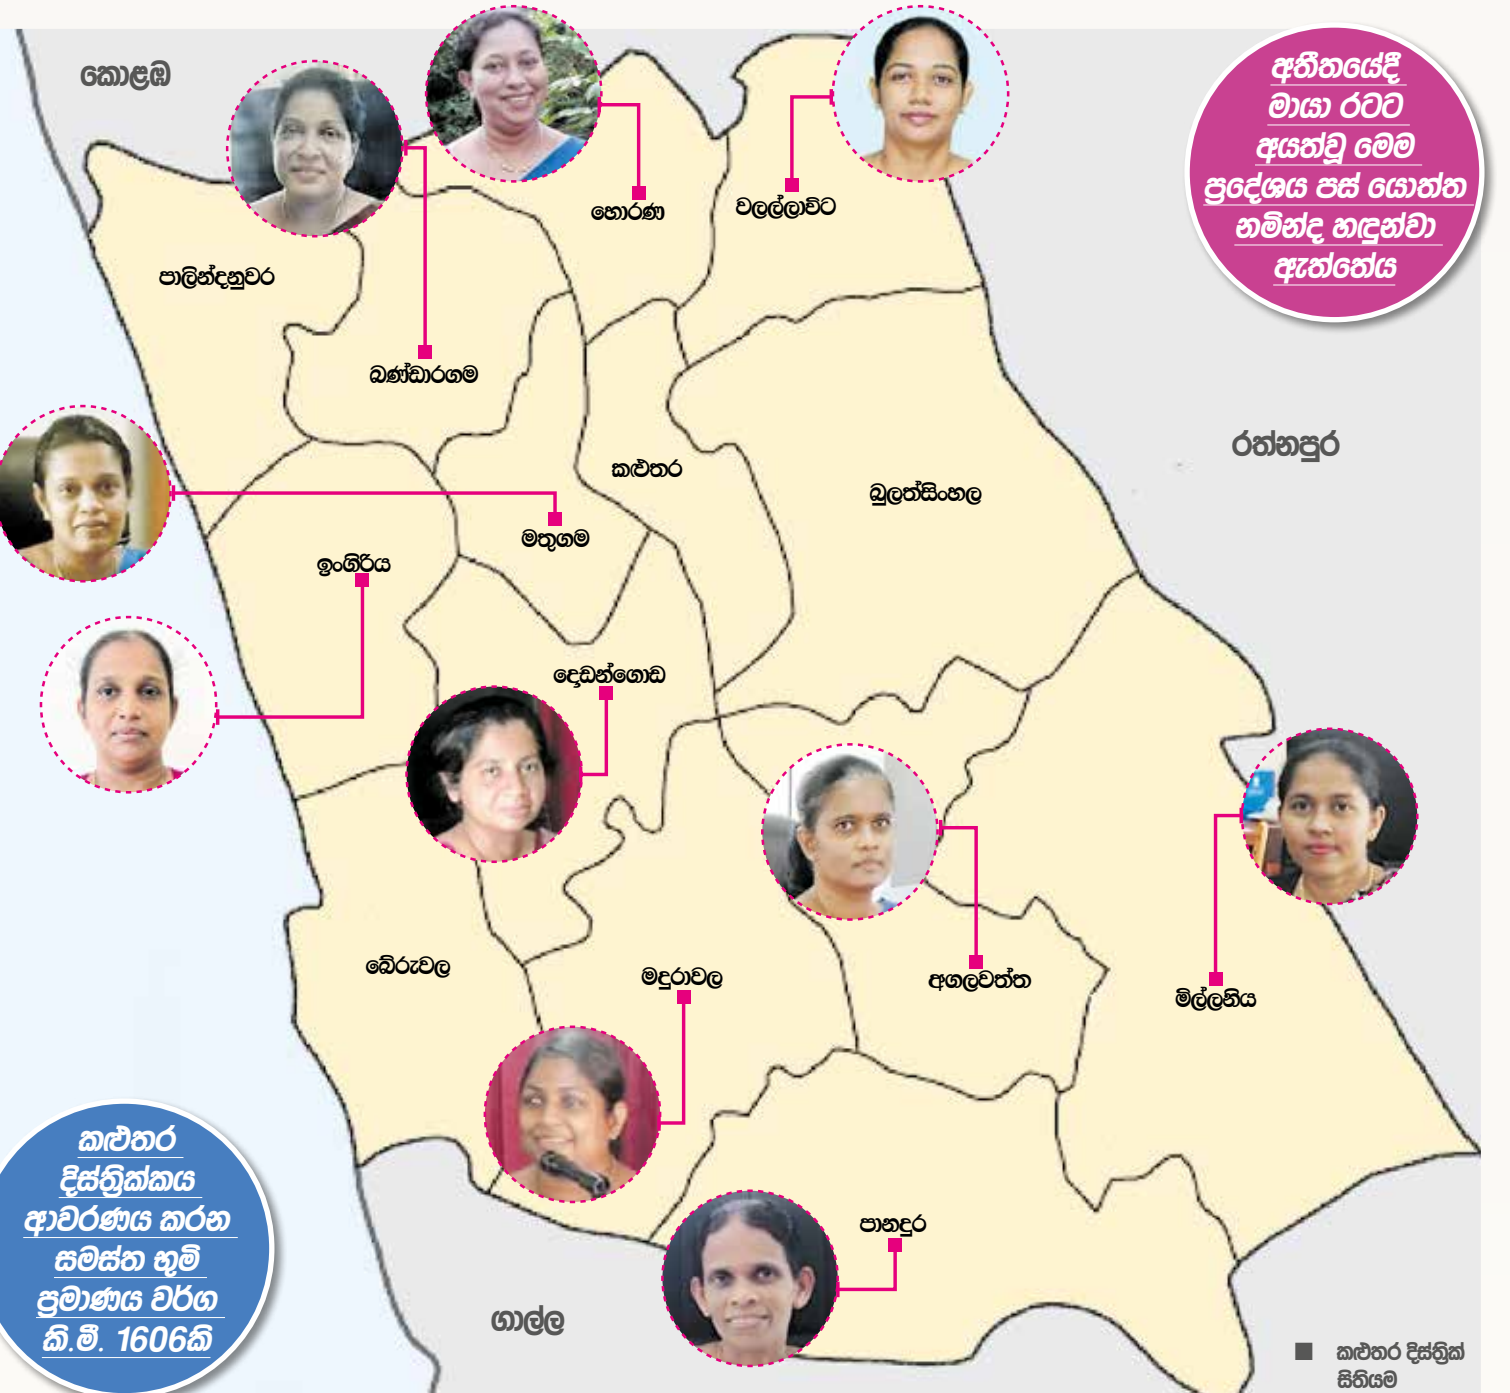 කොළඹ
අතීතයේදී
මායා රටට
අයත්වූ මෙම
ප්‍රදේශය පස් යොත්ත
නමින්ද හඳුන්වා
ඇත්තේය
හොරණ
වලල්ලාවිට
පාලින්දනුවර
බණ්ඩාරගම
රත්නපුර
කළුතර
බුලත්සිංහල
මතුගම
ඉංගිරිය
දොඩන්ගොඩ
බේරුවල
මදුරාවල
අගලවත්ත
මිල්ලනිය
කළුතර
දිස්ත්‍රික්කය
ආවරණය කරන
සමස්ත භූමි
ප්‍රමාණය වර්ග
කි.මී. 1606කි
පානදුර
ගාල්ල
කළුතර දිස්ත්‍රික්
සිතියම